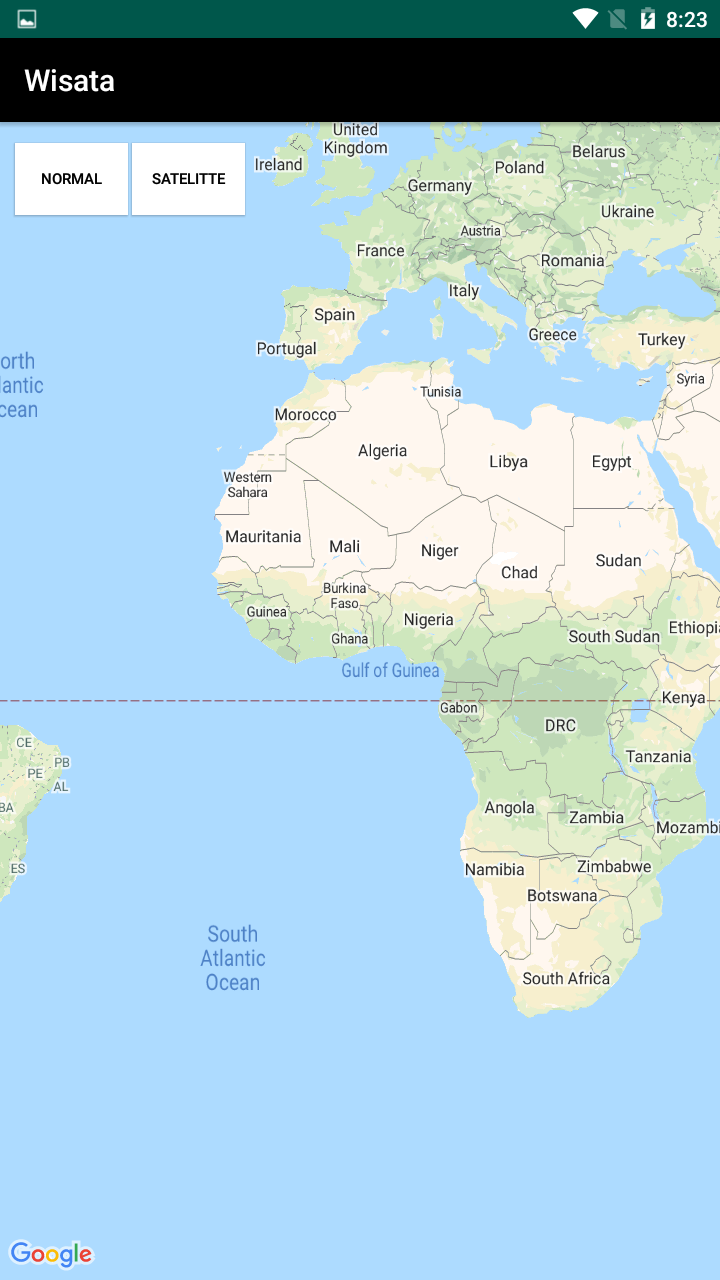 8:23
Wisata
NORMAL
SATELITTE
United
Kingdom
Ireland
Belarus
Poland
Germany
Ukraine
Austria
France
Romania
Italy
Spain
Greece
Portugal
Turkey
orth
lantic
cean
Syria
Tunisia
Morocco
Algeria
Libya
Egypt
Western
Sahara
Mauritania
Mali
Niger
Chad
Sudan
Burkina
Faso
Guinea
Nigeria
Ghana
South Sudan
Ethiopi
Gulf of Guinea
Gabon
Kenya
DRC
CE
PB
PE
AL
BA
ES
Tanzania
Angola
Zambia
Mozambi
Namibia
Zimbabwe
Botswana
South
Atlantic
Ocean
South Africa
Google